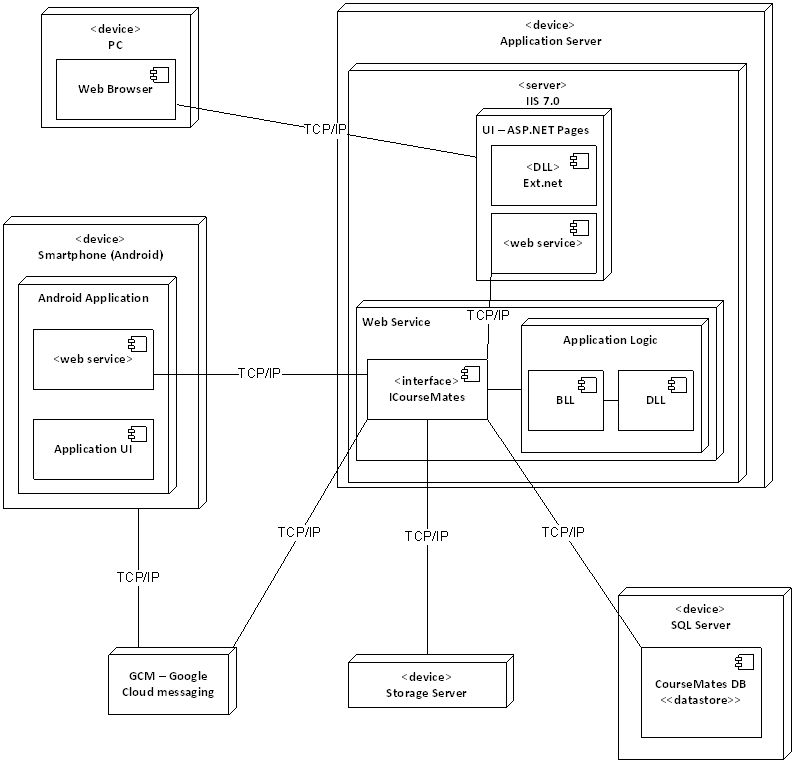 <device>
PC
Web Browser
TCP/IP
<device>
Application Server
<server>
IIS 7.0
UI – ASP.NET Pages
<DLL>
Ext.net
<web service>
TCP/IP
<device>
Smartphone (Android)
Android Application
<web service>
Application UI
TCP/IP
Web Service
<interface>
ICourseMates
Application Logic
BLL
DLL
TCP/IP
TCP/IP
TCP/IP
TCP/IP
GCM – Google
Cloud messaging
<device>
Storage Server
<device>
SQL Server
CourseMates DB
<<datastore>>